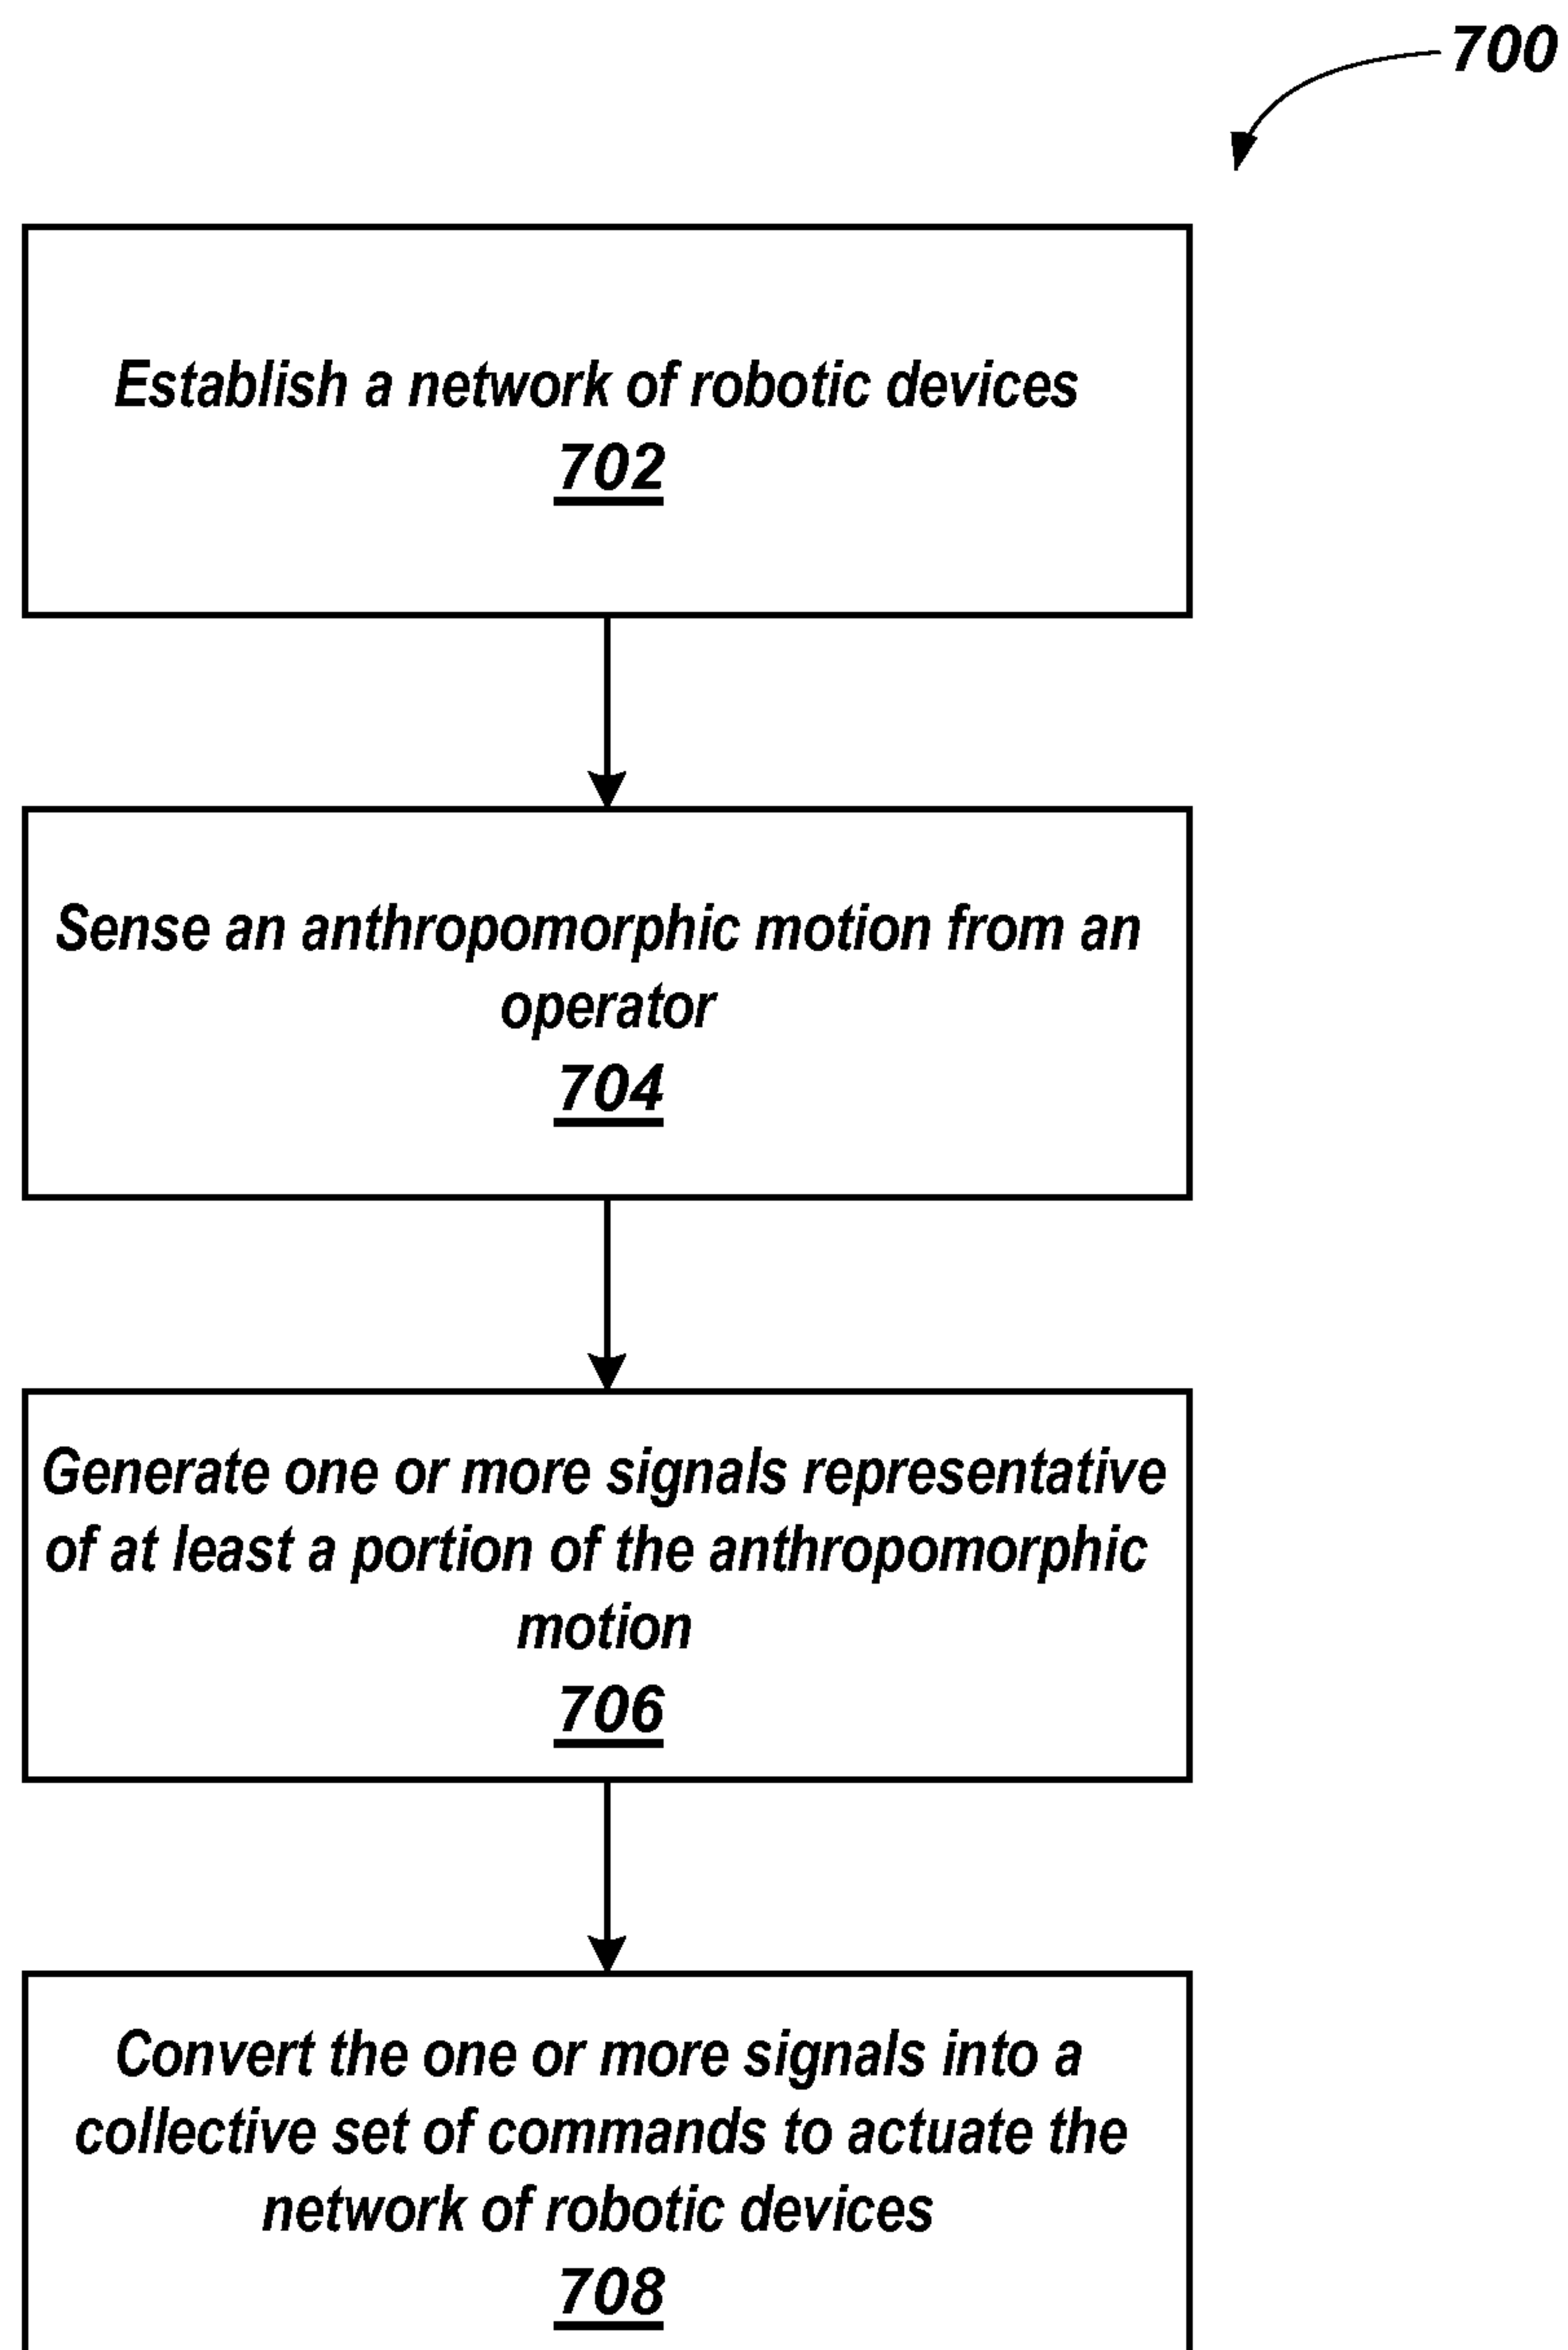 700
Establish a network of robotic devices
702
Sense an anthropomorphic motion from an
operator
704
Generate one or more signals representative
of at least a portion of the anthropomorphic
motion
706
Convert the one or more signals into a
collective set of commands to actuate the
network of robotic devices
708